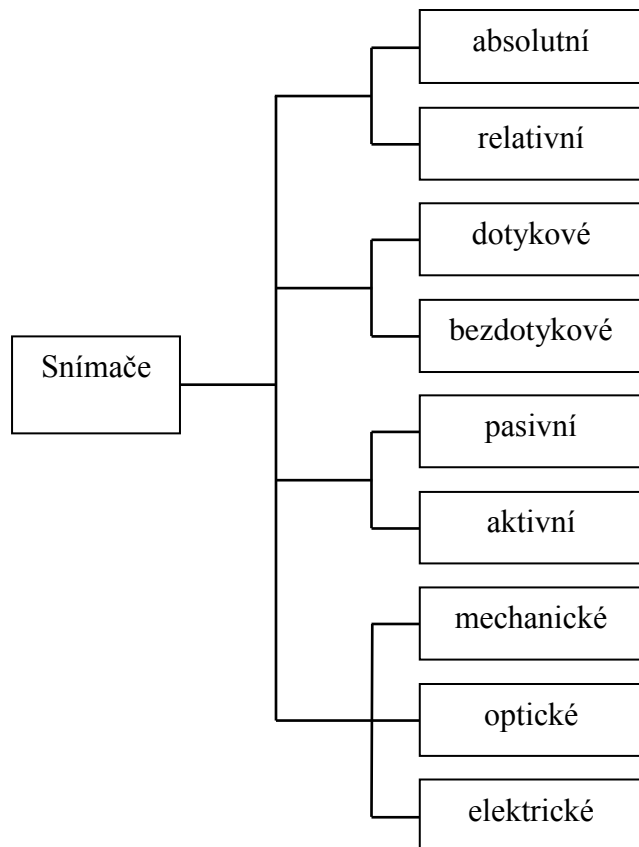 absolutní
relativní
dotykové
bezdotykové
Snímače
pasivní
aktivní
mechanické
optické
elektrické